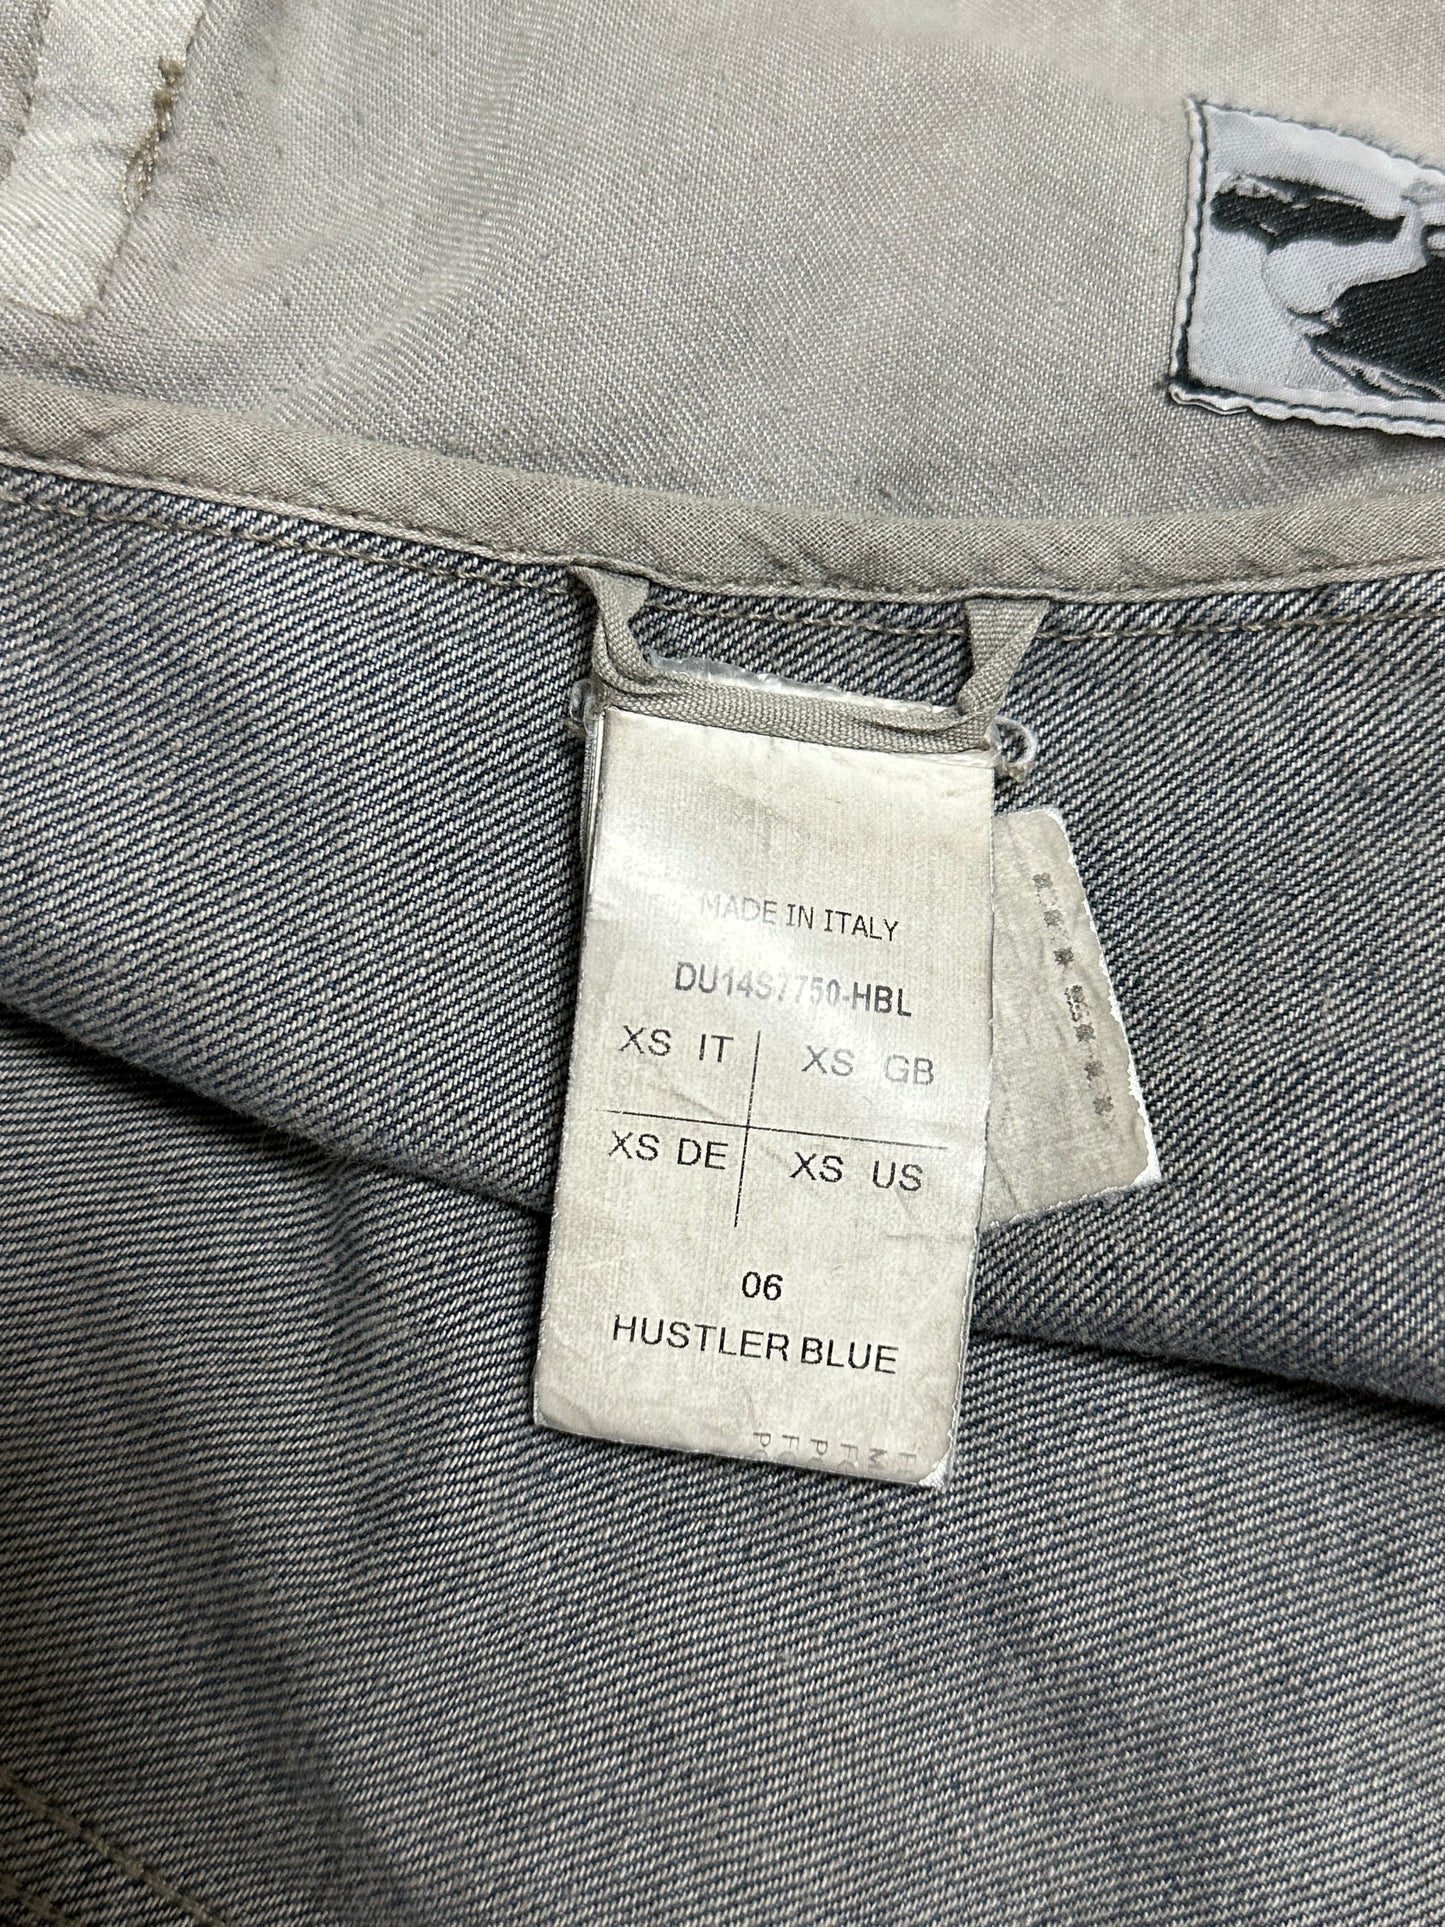 MADE IN ITALY
DU14S7750-HBL
XS IT XS GB
XS DE XS US
06
HUSTLER BLUE